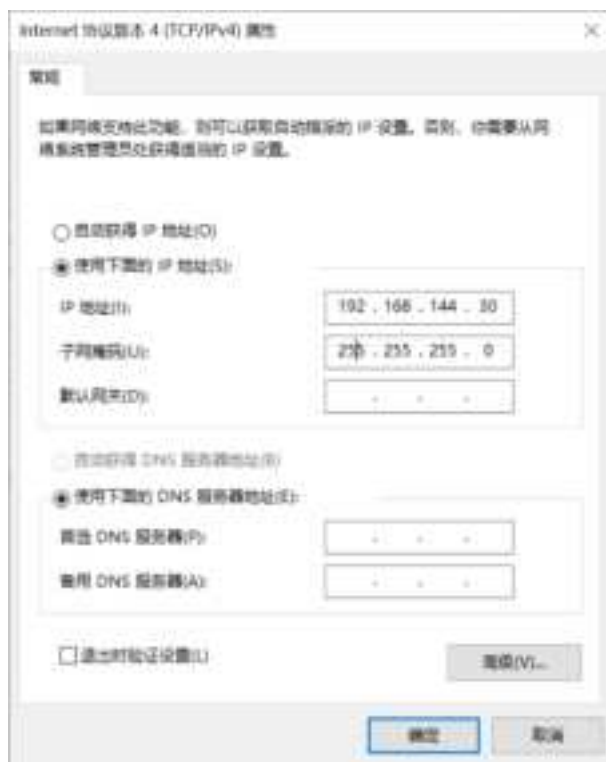 Internet 协议版本 4 (TCP/IPv4) 属性
常规
如果网络支持此功能，则可以获取自动指派的 IP 设置。否则，你需要从网
络系统管理员处获得适当的 IP 设置。
自动获得 IP 地址(O)
使用下面的 IP 地址(S):
IP 地址(I): 192 . 168 . 144 . 30
子网掩码(U): 255 . 255 . 255 . 0
默认网关(D): . . .
自动获得 DNS 服务器地址(B)
使用下面的 DNS 服务器地址(E):
首选 DNS 服务器(P): . . .
备用 DNS 服务器(A): . . .
退出时验证设置(L)
高级(V)...
确定 取消